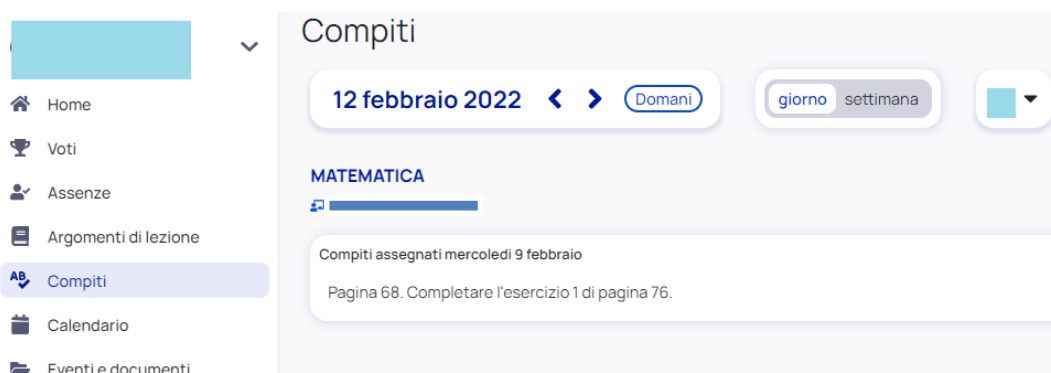 Compiti
12 febbraio 2022
Domani
giorno
settimana
Home
Voti
Assenze
Argomenti di lezione
Compiti
Calendario
Eventi e documenti
MATEMATICA
Compiti assegnati mercoledì 9 febbraio
Pagina 68. Completare l'esercizio 1 di pagina 76.